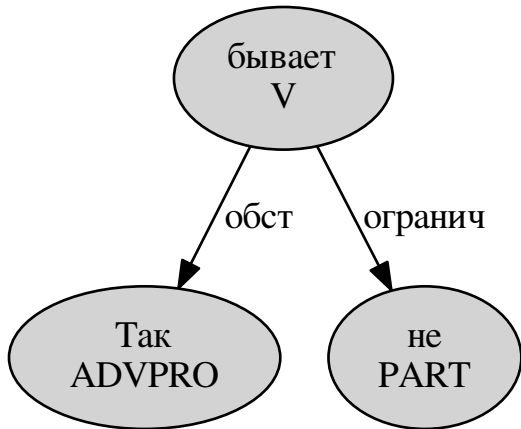 бывает
V
обст
огранич
Так
ADVPRO
не
PART